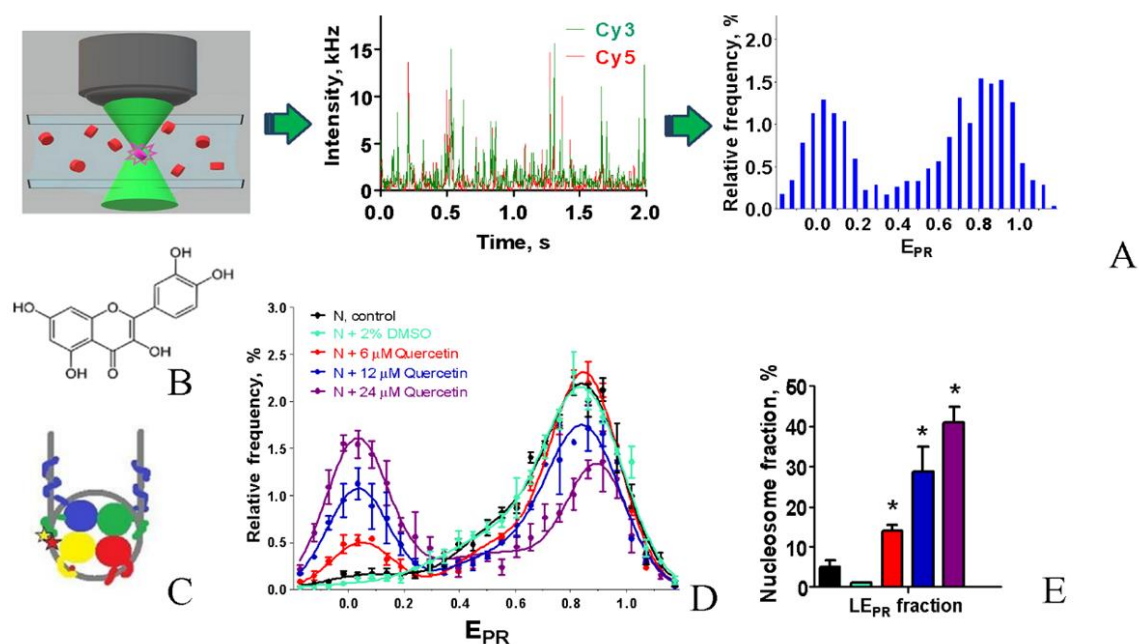 Cy3
Cy5
Intensity, kHz
15
10
5
0
0.0 0.5 1.0 1.5 2.0
Time, s
Relative frequency, %
2.0
1.5
1.0
0.5
0.0
0.0 0.2 0.4 0.6 0.8 1.0
E_PR
A
OH
OH
HO
O
OH
OH O
B
C
N, control
N + 2% DMSO
N + 6 μM Quercetin
N + 12 μM Quercetin
N + 24 μM Quercetin
Relative frequency, %
3.0
2.5
2.0
1.5
1.0
0.5
0.0
0.0 0.2 0.4 0.6 0.8 1.0
E_PR
D
Nucleosome fraction, %
50
40
30
20
10
0
* * *
LE_PR fraction
E